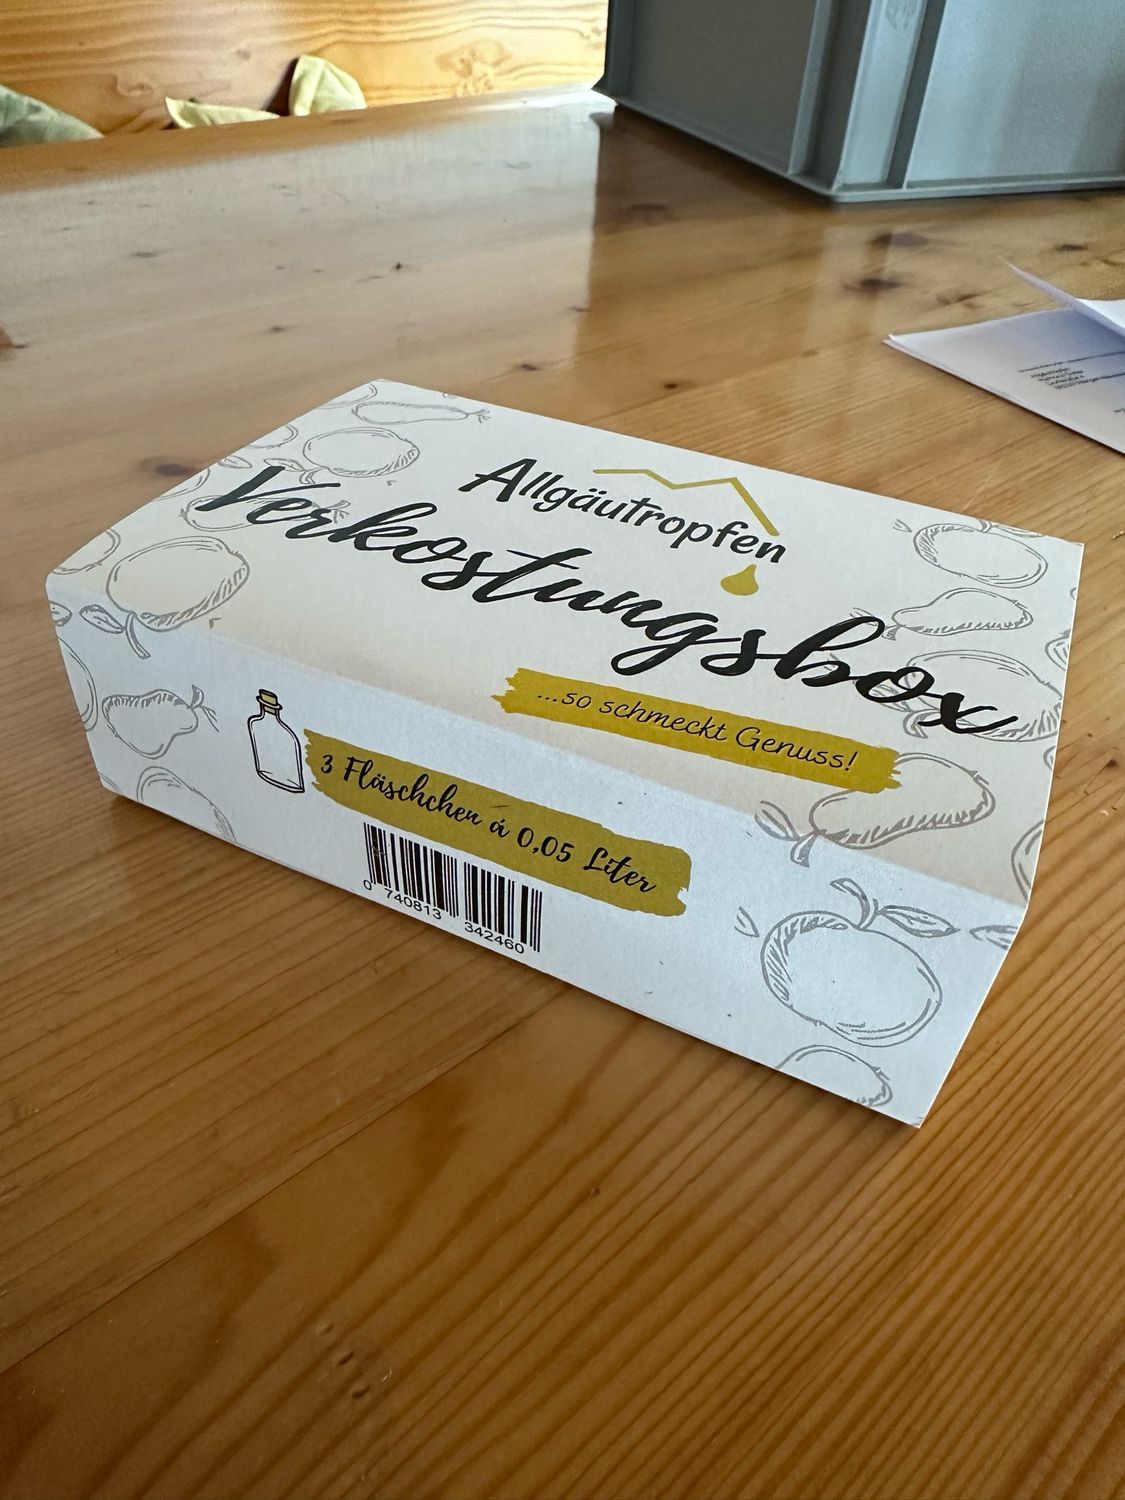 Allgäutropfen
Verkostungsbox
...so schmeckt Genuss!
3 Fläschchen á 0,05 Liter
0 740813 342460